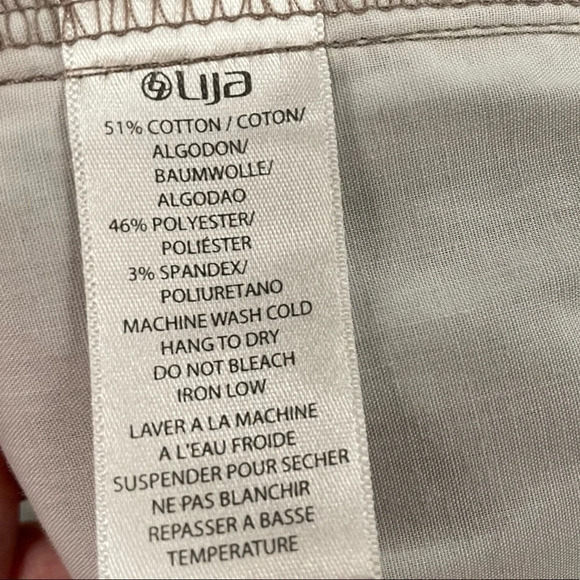 Lija
51% COTTON / COTON/
ALGODON/
BAUMWOLLE/
ALGODAO
46% POLYESTER/
POLIÉSTER
3% SPANDEX/
POLIURETANO
MACHINE WASH COLD
HANG TO DRY
DO NOT BLEACH
IRON LOW
LAVER A LA MACHINE
A L'EAU FROIDE
SUSPENDER POUR SECHER
NE PAS BLANCHIR
REPASSER A BASSE
TEMPERATURE